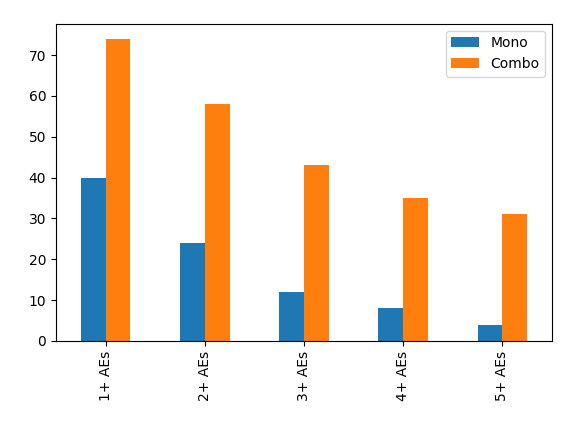 Mono
Combo
70
60
50
40
30
20
10
0
1+ AEs
2+ AEs
3+ AEs
4+ AEs
5+ AEs